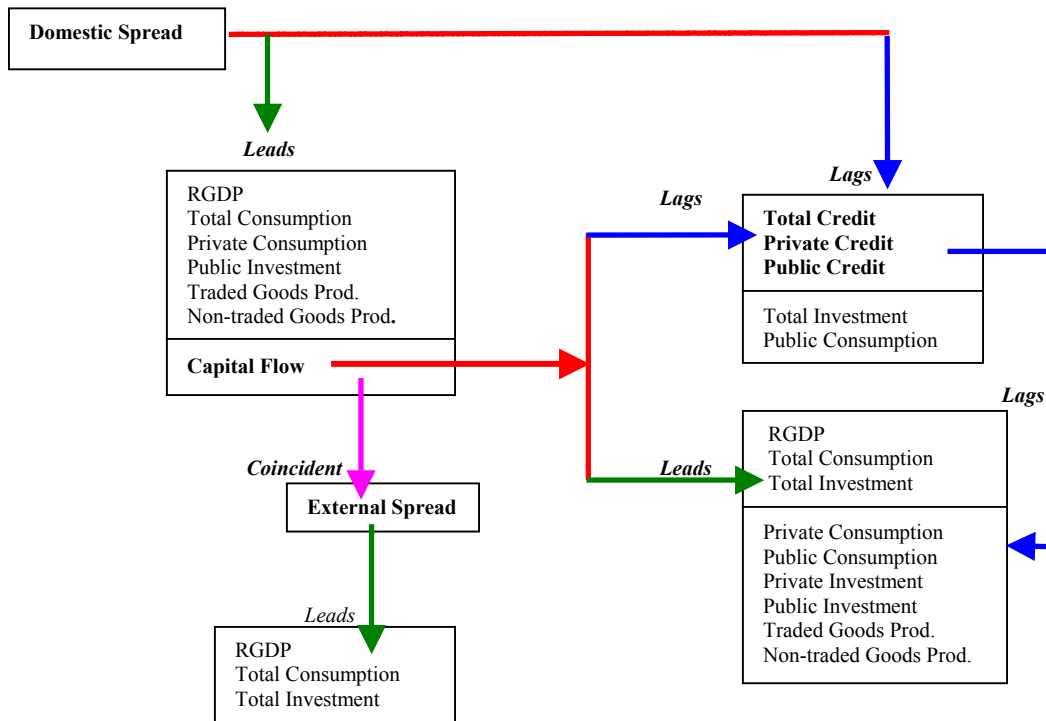 Domestic Spread
Leads
RGDP
Total Consumption
Private Consumption
Public Investment
Traded Goods Prod.
Non-traded Goods Prod.
Capital Flow
Coincident
External Spread
Leads
RGDP
Total Consumption
Total Investment
Lags
Lags
Total Credit
Private Credit
Public Credit
Total Investment
Public Consumption
Lags
Leads
RGDP
Total Consumption
Total Investment
Private Consumption
Public Consumption
Private Investment
Public Investment
Traded Goods Prod.
Non-traded Goods Prod.